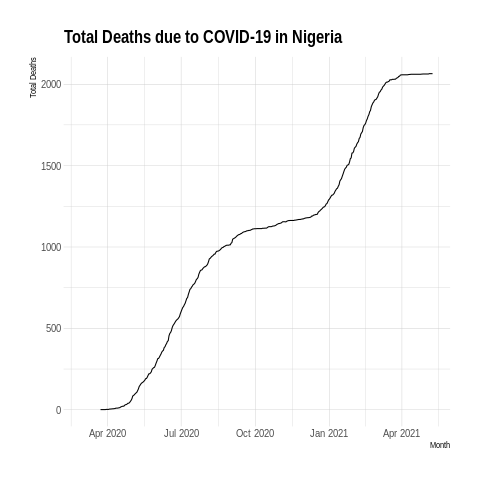 Total Deaths due to COVID-19 in Nigeria
Total Deaths
2000
1500
1000
500
0
Apr 2020 Jul 2020 Oct 2020 Jan 2021 Apr 2021
Month